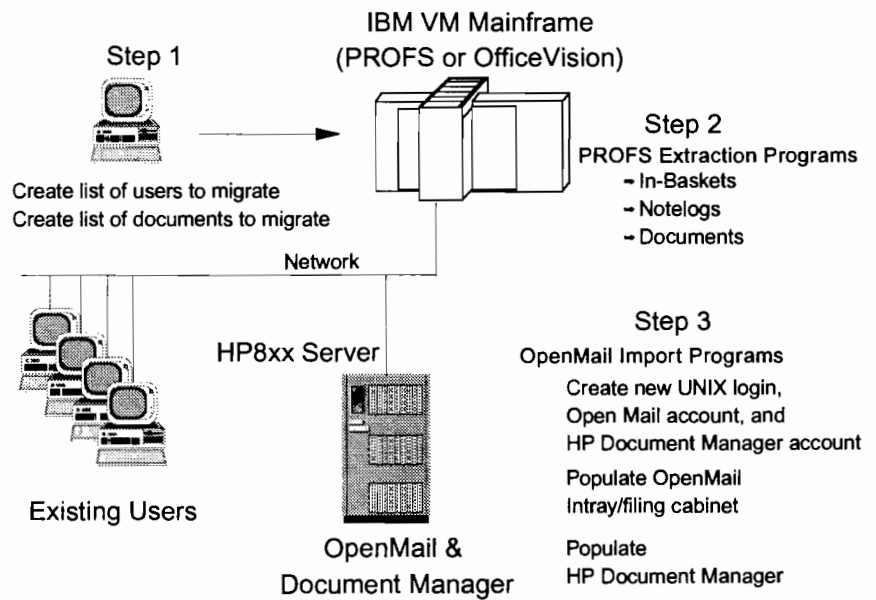 IBM VM Mainframe
(PROFS or OfficeVision)
Step 1
Create list of users to migrate
Create list of documents to migrate
Step 2
PROFS Extraction Programs
→ In-Baskets
→ Notelogs
→ Documents
Network
HP8xx Server
Existing Users
OpenMail &
Document Manager
Step 3
OpenMail Import Programs
Create new UNIX login,
Open Mail account, and
HP Document Manager account
Populate OpenMail
Intray/filing cabinet
Populate
HP Document Manager